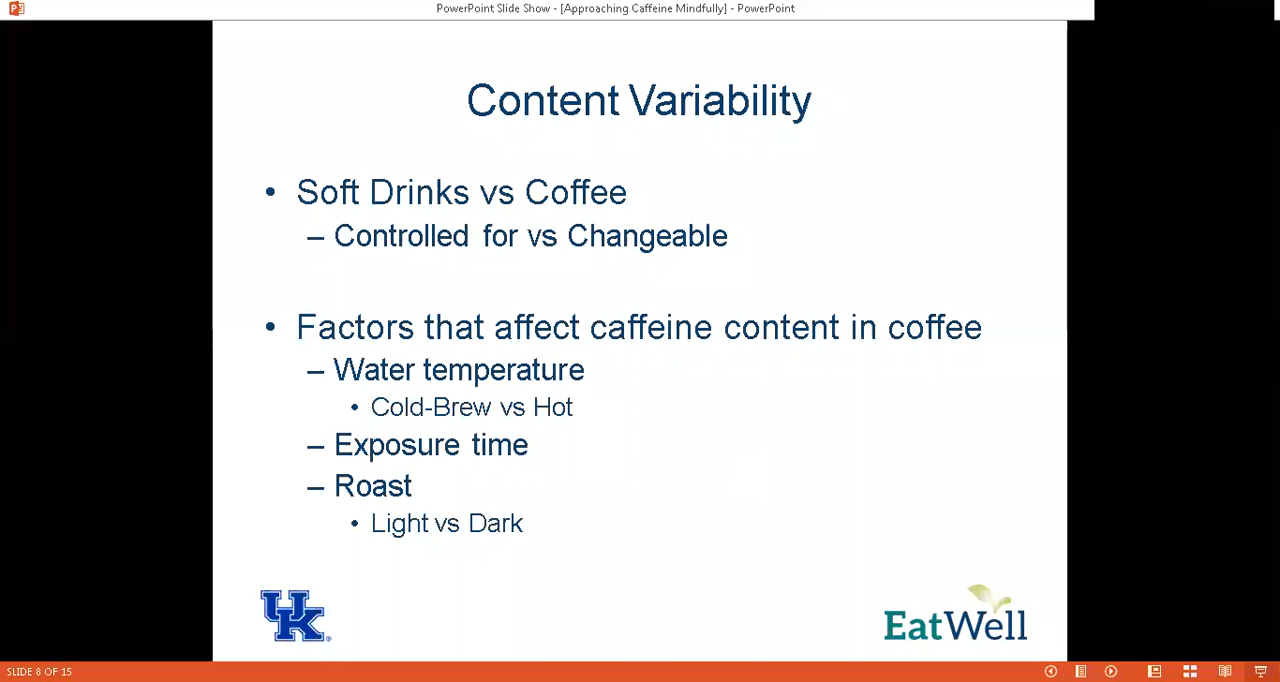 PowerPoint Slide Show - [Approaching Caffeine Mindfully] - PowerPoint
Content Variability
• Soft Drinks vs Coffee
– Controlled for vs Changeable
• Factors that affect caffeine content in coffee
– Water temperature
• Cold-Brew vs Hot
– Exposure time
– Roast
• Light vs Dark
UK
EatWell
SLIDE 8 OF 15